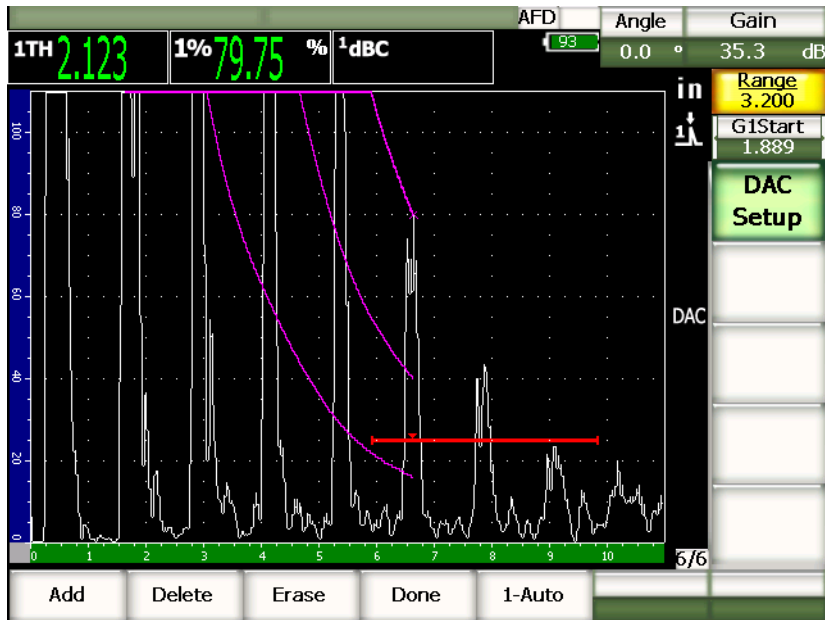 AFD Angle Gain
1TH 2.123 1% 79.75 % 1dBC 93 0.0 ° 35.3 dB
in Range
3.200
1 G1Start
1.889
DAC
Setup
DAC
100
80
60
40
20
0
0 1 2 3 4 5 6 7 8 9 10 6/6
Add Delete Erase Done 1-Auto